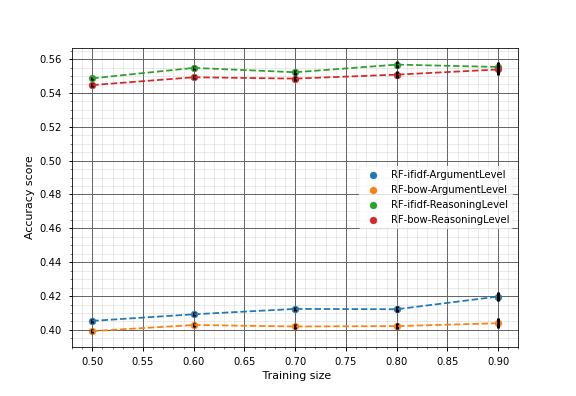 0.56
0.54
0.52
0.50
0.48
0.46
0.44
0.42
0.40
Accuracy score
RF-ifidf-ArgumentLevel
RF-bow-ArgumentLevel
RF-ifidf-ReasoningLevel
RF-bow-ReasoningLevel
0.50 0.55 0.60 0.65 0.70 0.75 0.80 0.85 0.90
Training size